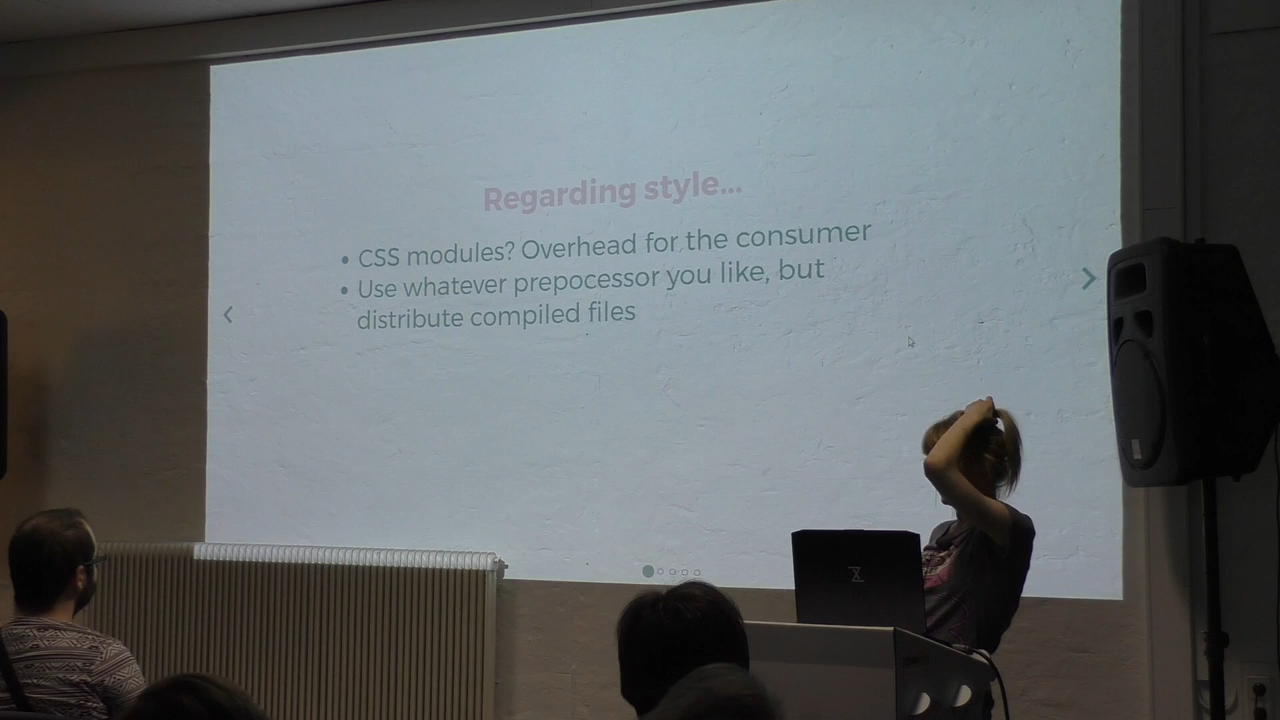 Regarding style...
• CSS modules? Overhead for the consumer
• Use whatever prepocessor you like, but
distribute compiled files